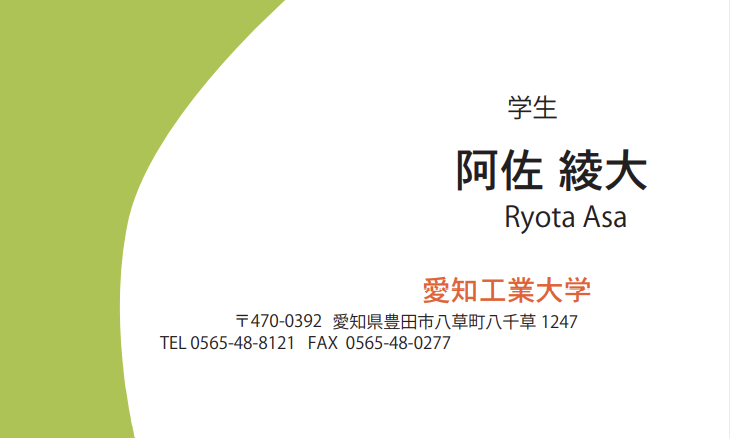 学生
阿佐 綾大
Ryota Asa
愛知工業大学
〒470-0392 愛知県豊田市八草町八千草 1247
TEL 0565-48-8121 FAX 0565-48-0277